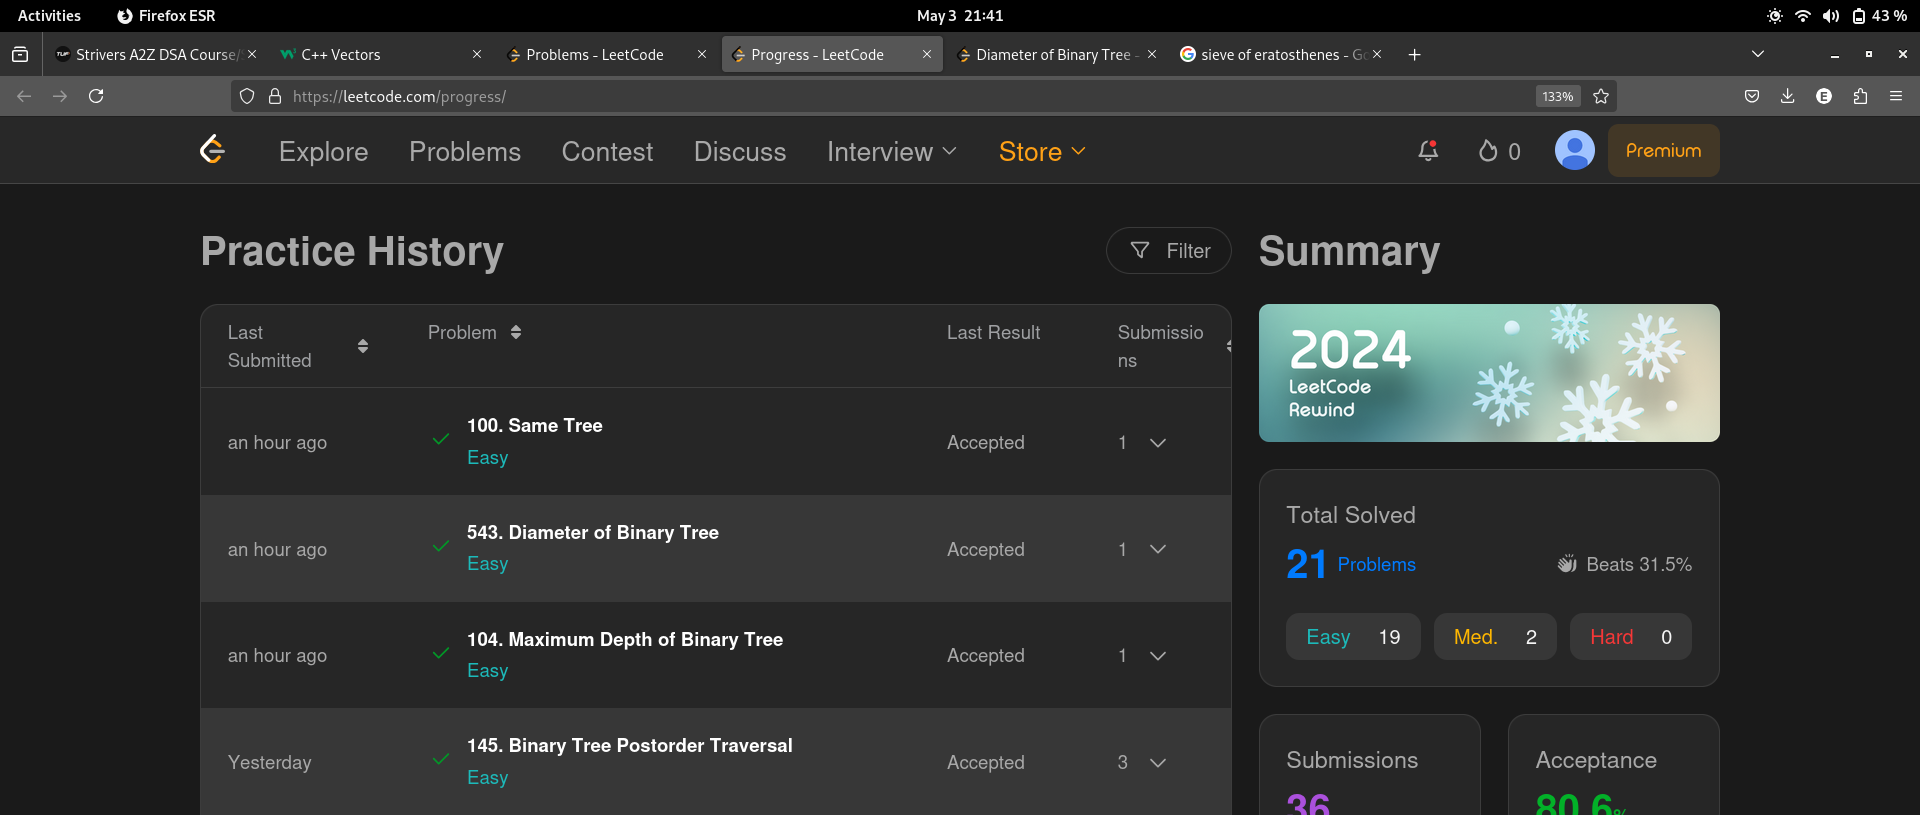 Activities Firefox ESR May 3 21:41 43 %
Strivers A2Z DSA Course/ C++ Vectors Problems - LeetCode Progress - LeetCode Diameter of Binary Tree - sieve of eratosthenes - Go
https://leetcode.com/progress/ 133% E
Explore Problems Contest Discuss Interview Store 0 Premium
Practice History Filter Summary
Last Submitted Problem Last Result Submissio
ns
2024
LeetCode
Rewind
100. Same Tree
an hour ago Accepted 1
Easy
543. Diameter of Binary Tree
an hour ago Accepted 1
Easy
104. Maximum Depth of Binary Tree
an hour ago Accepted 1
Easy
145. Binary Tree Postorder Traversal
Yesterday Accepted 3
Easy
Total Solved
21 Problems Beats 31.5%
Easy 19 Med. 2 Hard 0
Submissions
36
Acceptance
80.6%